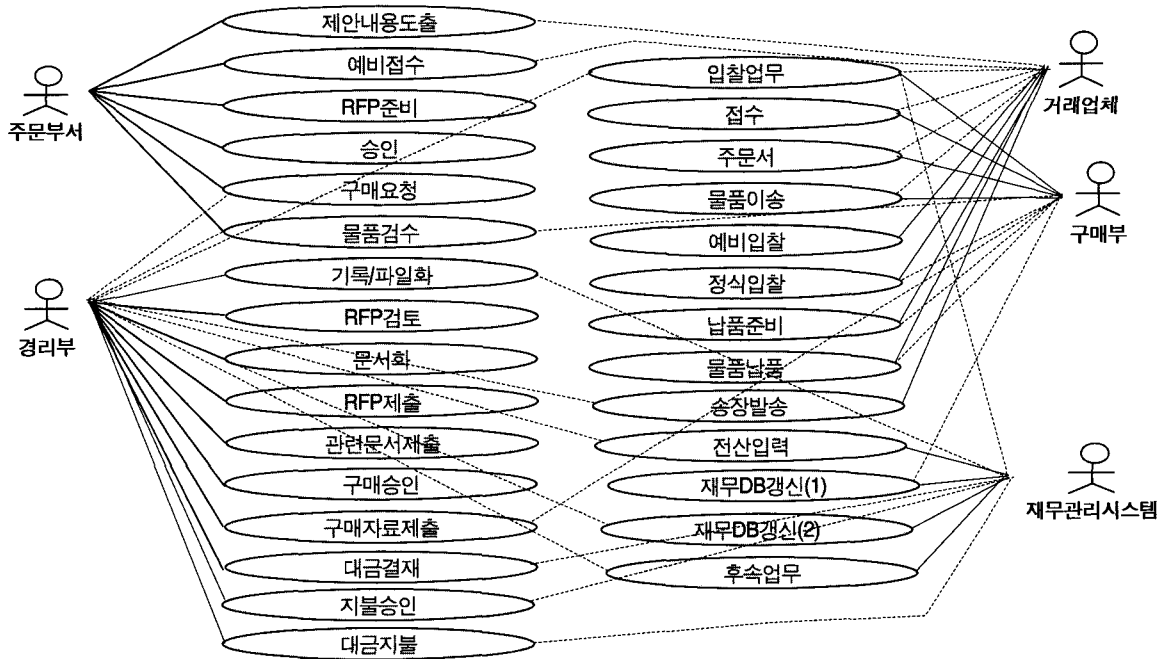 제안내용도출
예비접수
RFP준비
승인
구매요청
물품검수
기록/파일화
RFP검토
문서화
RFP제출
관련문서제출
구매승인
구매자료제출
대금결재
지불승인
대금지불
입찰업무
접수
주문서
물품이송
예비입찰
정식입찰
납품준비
물품납품
송장발송
전산입력
재무DB갱신(1)
재무DB갱신(2)
후속업무
주문부서
경리부
거래업체
구매부
재무관리시스템